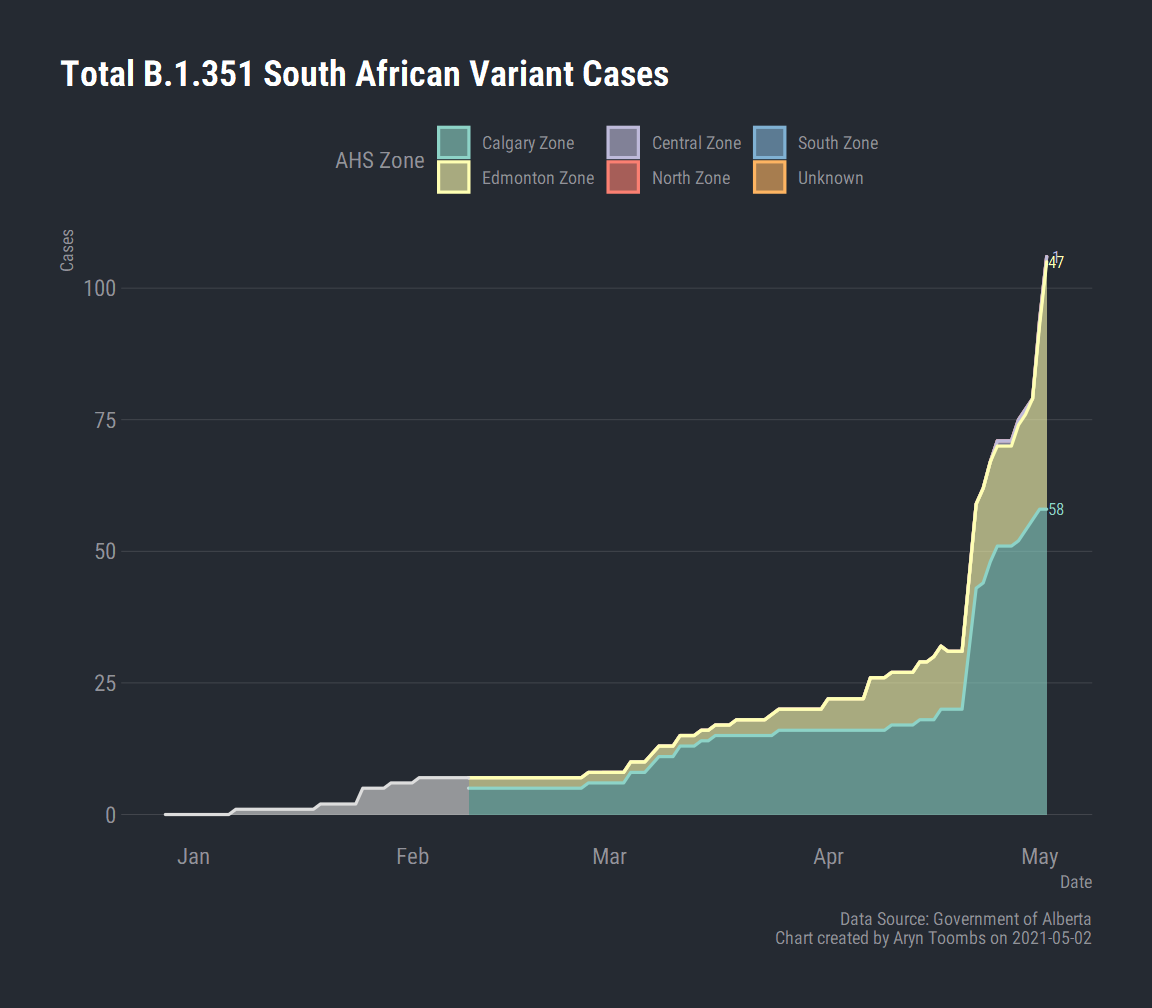 Total B.1.351 South African Variant Cases
AHS Zone
Calgary Zone
Central Zone
South Zone
Edmonton Zone
North Zone
Unknown
Cases
1
47
100
75
58
50
25
0
Jan
Feb
Mar
Apr
May
Date
Data Source: Government of Alberta
Chart created by Aryn Toombs on 2021-05-02